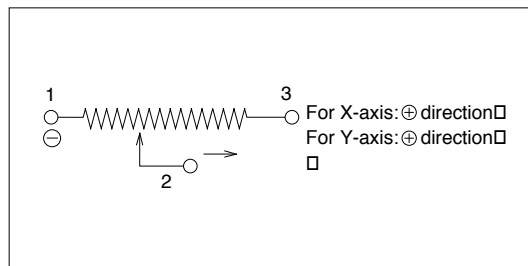 1
3
For X-axis: ⊕ direction□
For Y-axis: ⊕ direction□
□
⊖
2